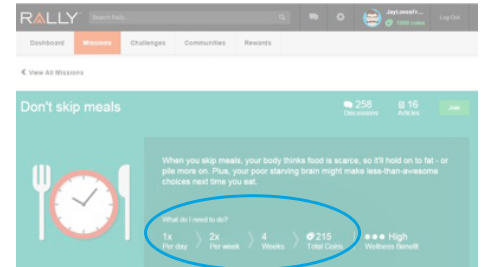 RALLY Search Rally
JayLovesFr...
1000 coins
Log Out
Dashboard Missions Challenges Communities Rewards
View All Missions
Don't skip meals
258 16 Join
Discussions Articles
When you skip meals, your body thinks food is scarce, so it'll hold on to fat - or
pile more on. Plus, your poor starving brain might make less-than-awesome
choices next time you eat.
What do I need to do?
1x 2x 4 215 High
Per day Per week Weeks Total Coins Wellness Benefit